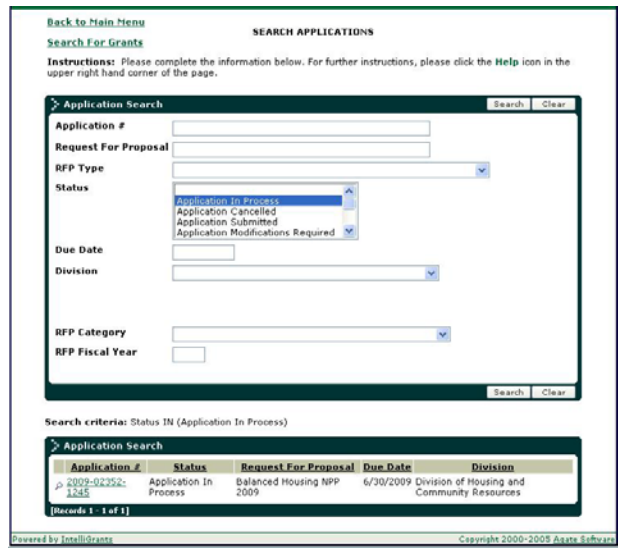 Back to Main Menu
SEARCH APPLICATIONS
Search For Grants
Instructions: Please complete the information below. For further instructions, please click the Help icon in the
upper right hand corner of the page.
Application Search
Search Clear
Application #
Request For Proposal
RFP Type
Status
Application In Process
Application Cancelled
Application Submitted
Application Modifications Required
Due Date
Division
RFP Category
RFP Fiscal Year
Search Clear
Search criteria: Status IN (Application In Process)
Application Search
Application # Status Request For Proposal Due Date Division
2009-02352- Application In Balanced Housing NPP 6/30/2009 Division of Housing and
1245 Process 2009 Community Resources
[Records 1 - 1 of 1]
Powered by IntelliGrants Copyright 2000-2005 Agate Software